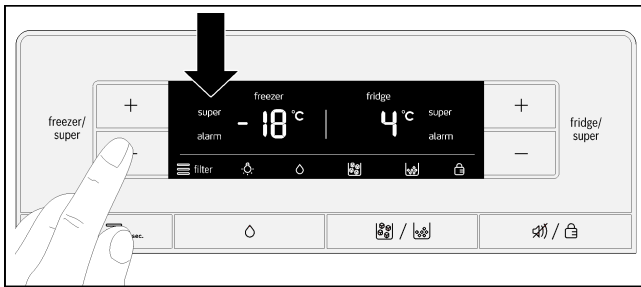 freezer/
super
+
–
freezer
super
alarm
-18 °C
fridge
4 °C
super
alarm
filter
+
–
fridge/
super
sec.
/
/